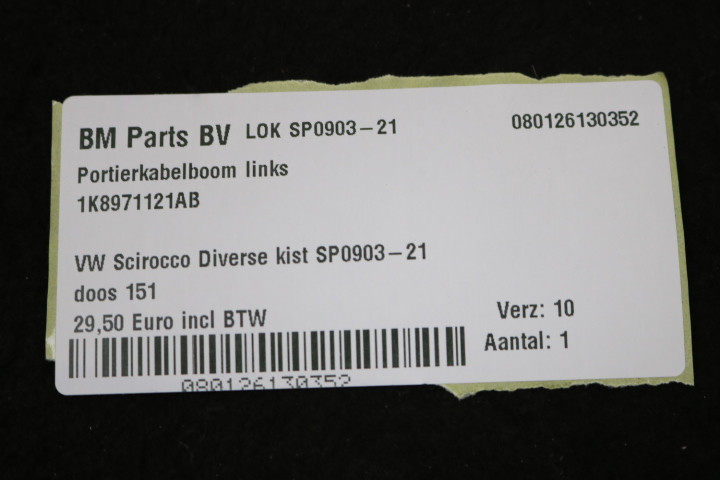 BM Parts BV LOK SP0903-21 080126130352
Portierkabelboom links
1K8971121AB
VW Scirocco Diverse kist SP0903-21
doos 151
29,50 Euro incl BTW
Verz: 10
Aantal: 1
080126130352